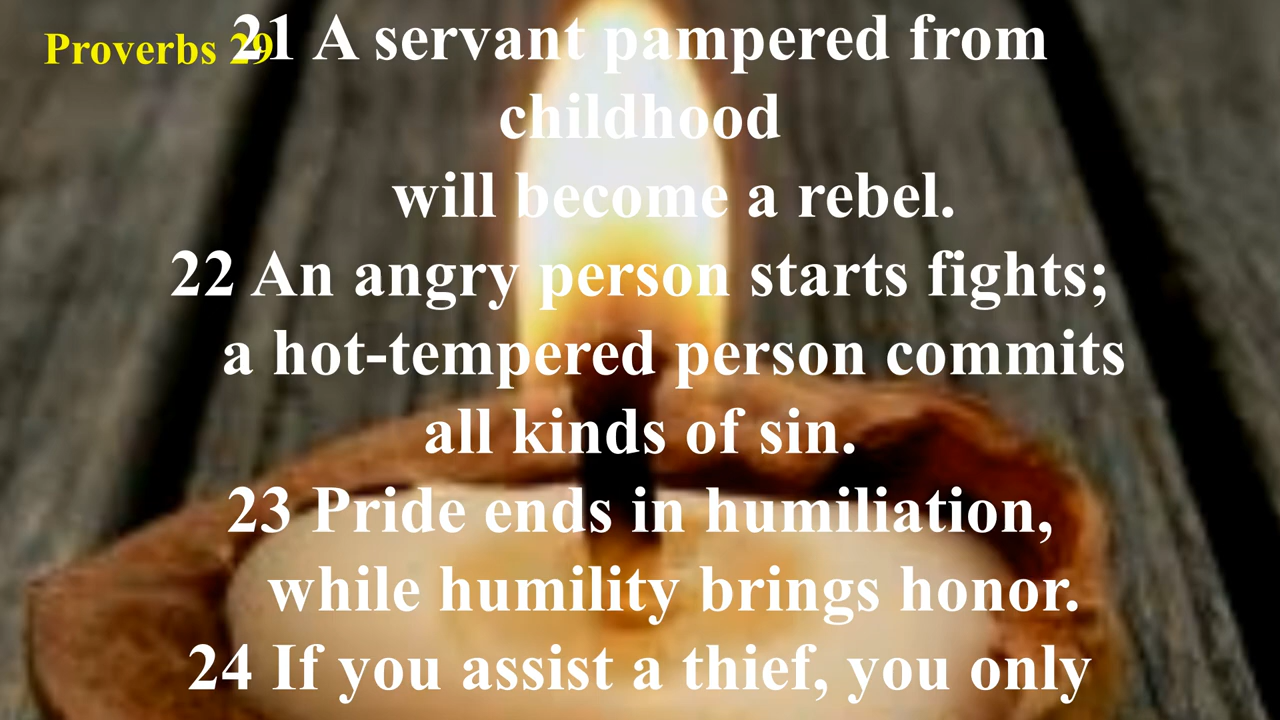 Proverbs 29
21 A servant pampered from
childhood
will become a rebel.
22 An angry person starts fights;
a hot-tempered person commits
all kinds of sin.
23 Pride ends in humiliation,
while humility brings honor.
24 If you assist a thief, you only